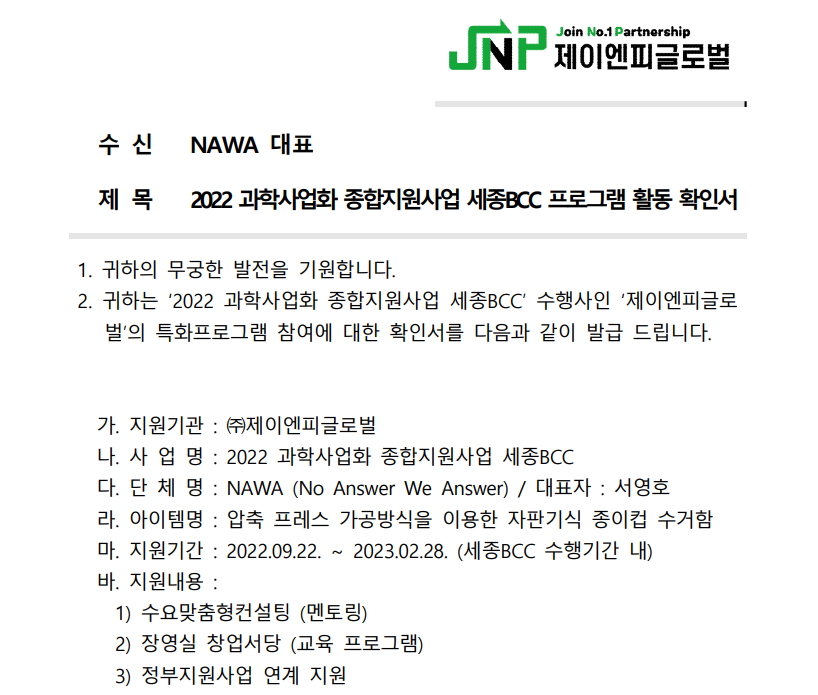 Join No.1 Partnership
JNP 제이엔피글로벌
수 신 NAWA 대표
제 목 2022 과학사업화 종합지원사업 세종BCC 프로그램 활동 확인서
1. 귀하의 무궁한 발전을 기원합니다.
2. 귀하는 '2022 과학사업화 종합지원사업 세종BCC' 수행사인 '제이엔피글로
벌'의 특화프로그램 참여에 대한 확인서를 다음과 같이 발급 드립니다.
가. 지원기관 : ㈜제이엔피글로벌
나. 사 업 명 : 2022 과학사업화 종합지원사업 세종BCC
다. 단 체 명 : NAWA (No Answer We Answer) / 대표자 : 서영호
라. 아이템명 : 압축 프레스 가공방식을 이용한 자판기식 종이컵 수거함
마. 지원기간 : 2022.09.22. ~ 2023.02.28. (세종BCC 수행기간 내)
바. 지원내용 :
1) 수요맞춤형컨설팅 (멘토링)
2) 장영실 창업서당 (교육 프로그램)
3) 정부지원사업 연계 지원